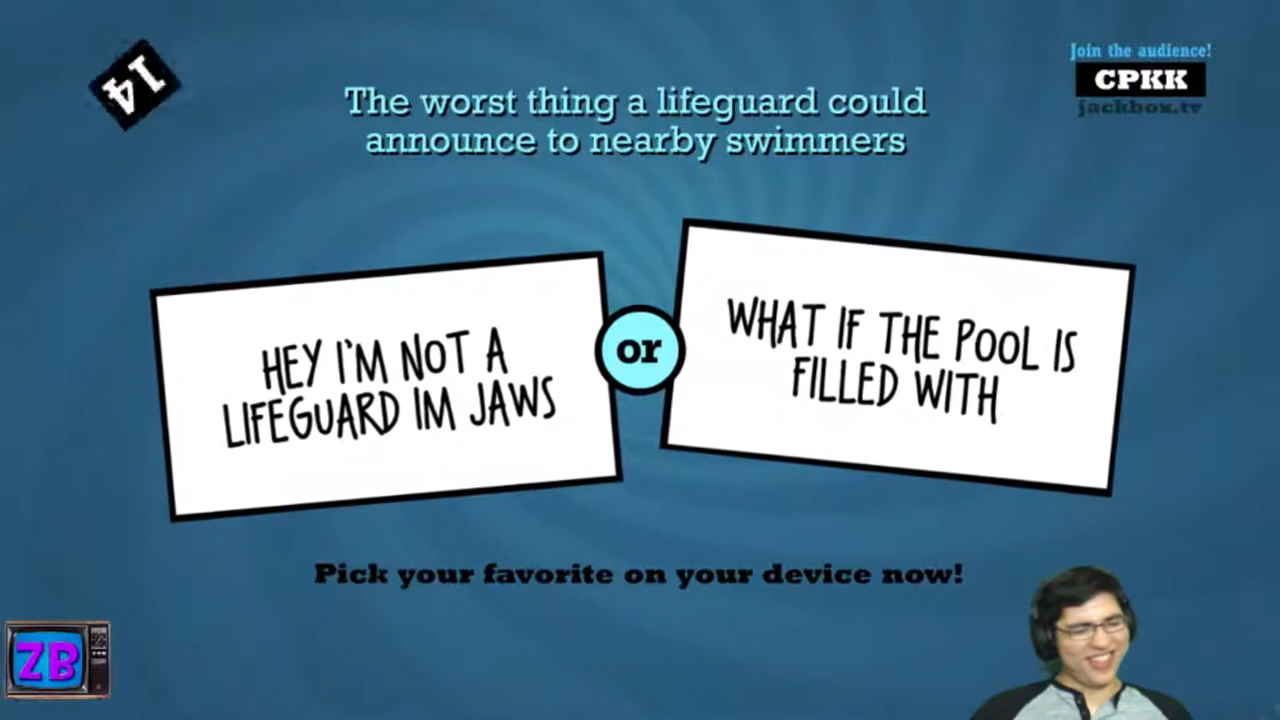 14
Join the audience!
CPKK
jackbox.tv
The worst thing a lifeguard could
announce to nearby swimmers
HEY I'M NOT A
LIFEGUARD IM JAWS
or
WHAT IF THE POOL IS
FILLED WITH
Pick your favorite on your device now!
ZB